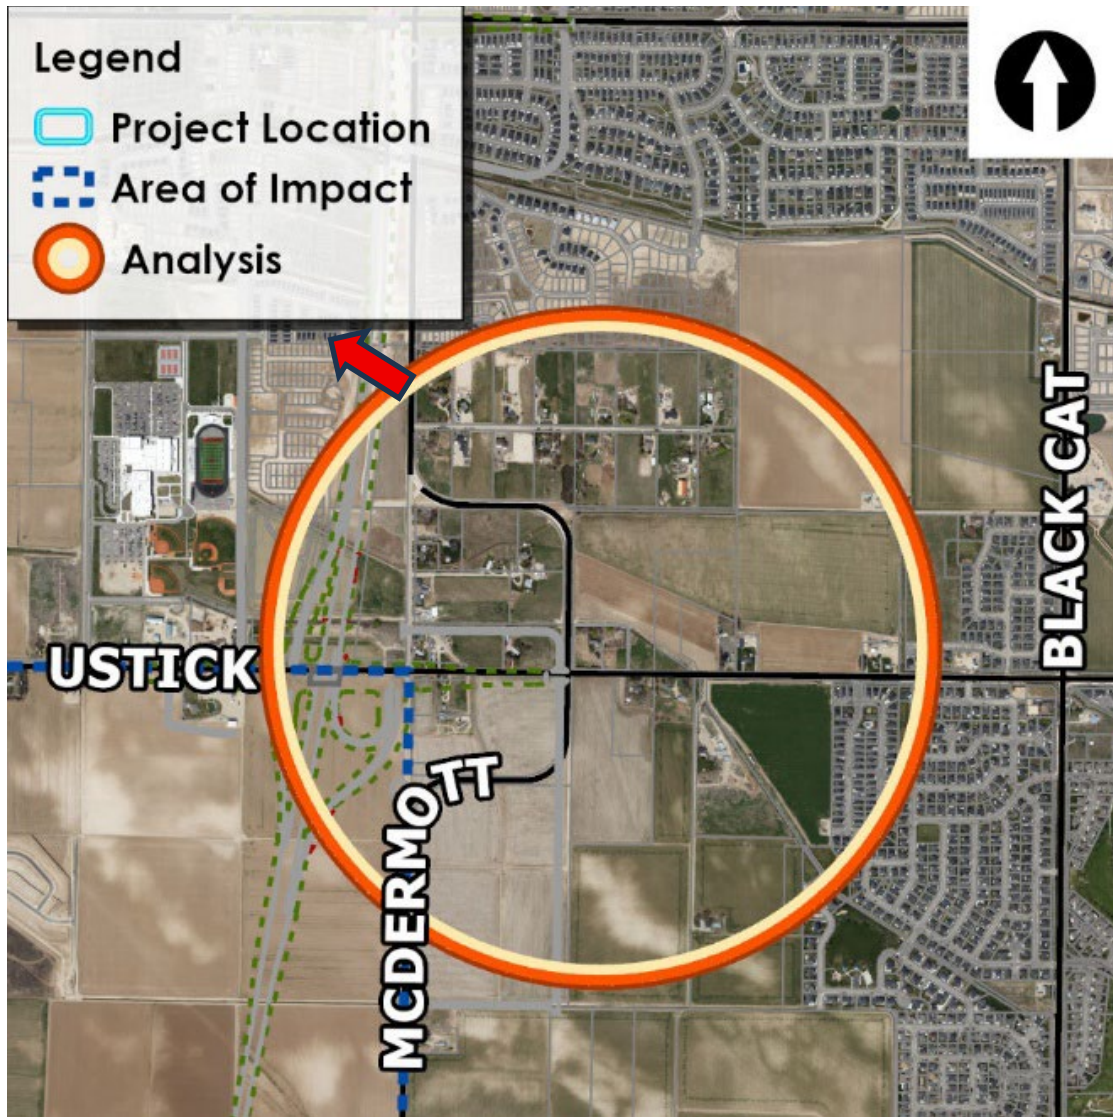 Legend
Project Location
Area of Impact
Analysis
BLACK CAT
USTICK
MCDERMOTT